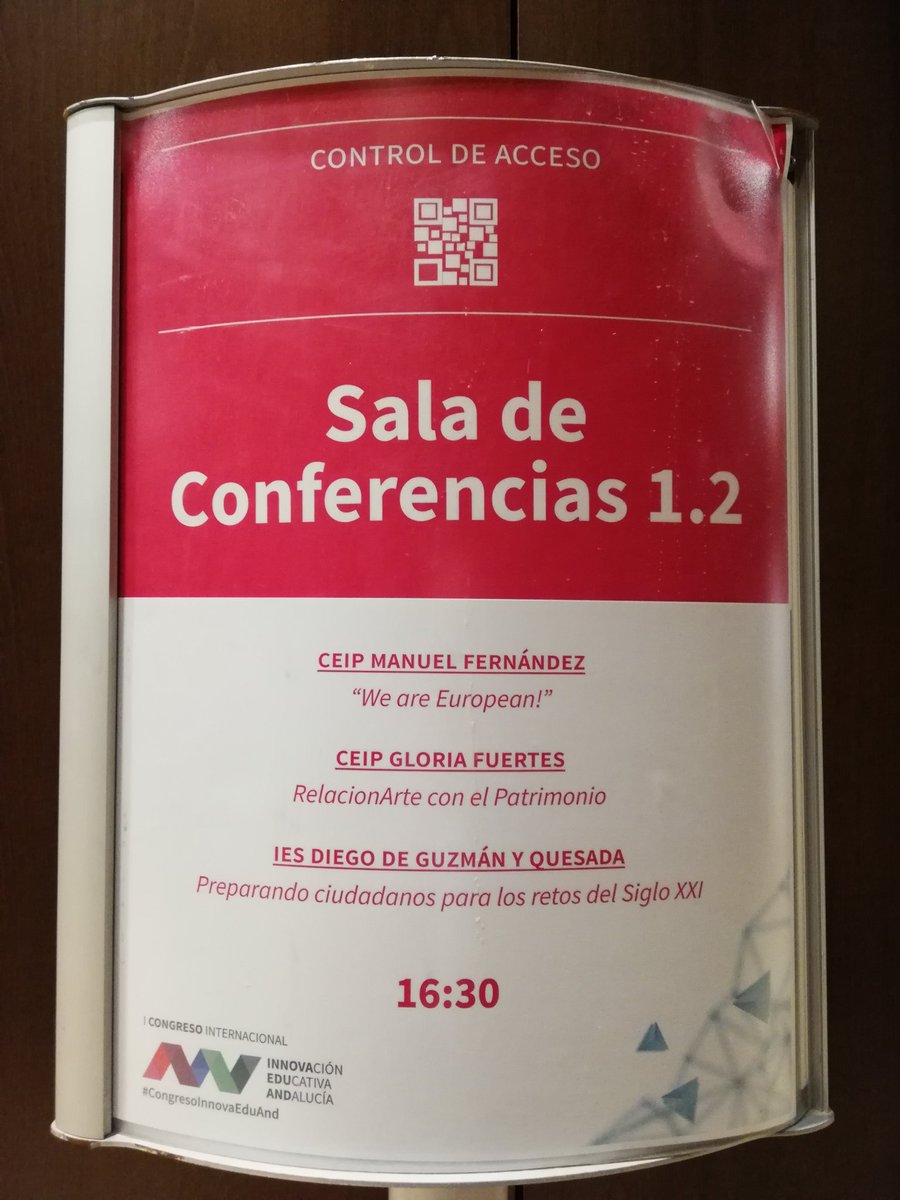 CONTROL DE ACCESO
Sala de
Conferencias 1.2
CEIP MANUEL FERNÁNDEZ
“We are European!”
CEIP GLORIA FUERTES
RelacionArte con el Patrimonio
IES DIEGO DE GUZMÁN Y QUESADA
Preparando ciudadanos para los retos del Siglo XXI
16:30
I CONGRESO INTERNACIONAL
INNOVACIÓN
EDUCATIVA
ANDALUCÍA
#CongresoInnovaEduAnd